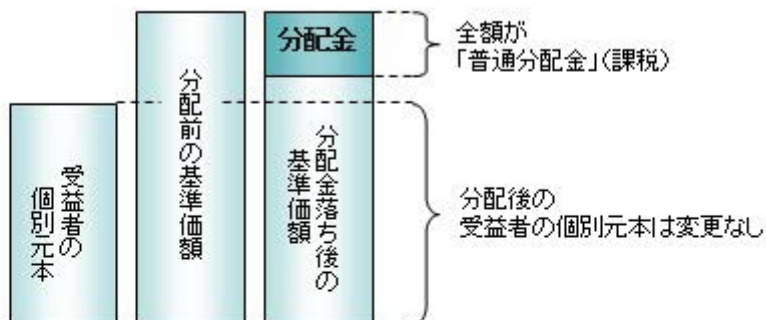 受益者の
個別元本
分配前の基準価額
分配金
分配金落ち後の
基準価額
全額が
「普通分配金」(課税)
分配後の
受益者の個別元本は変更なし